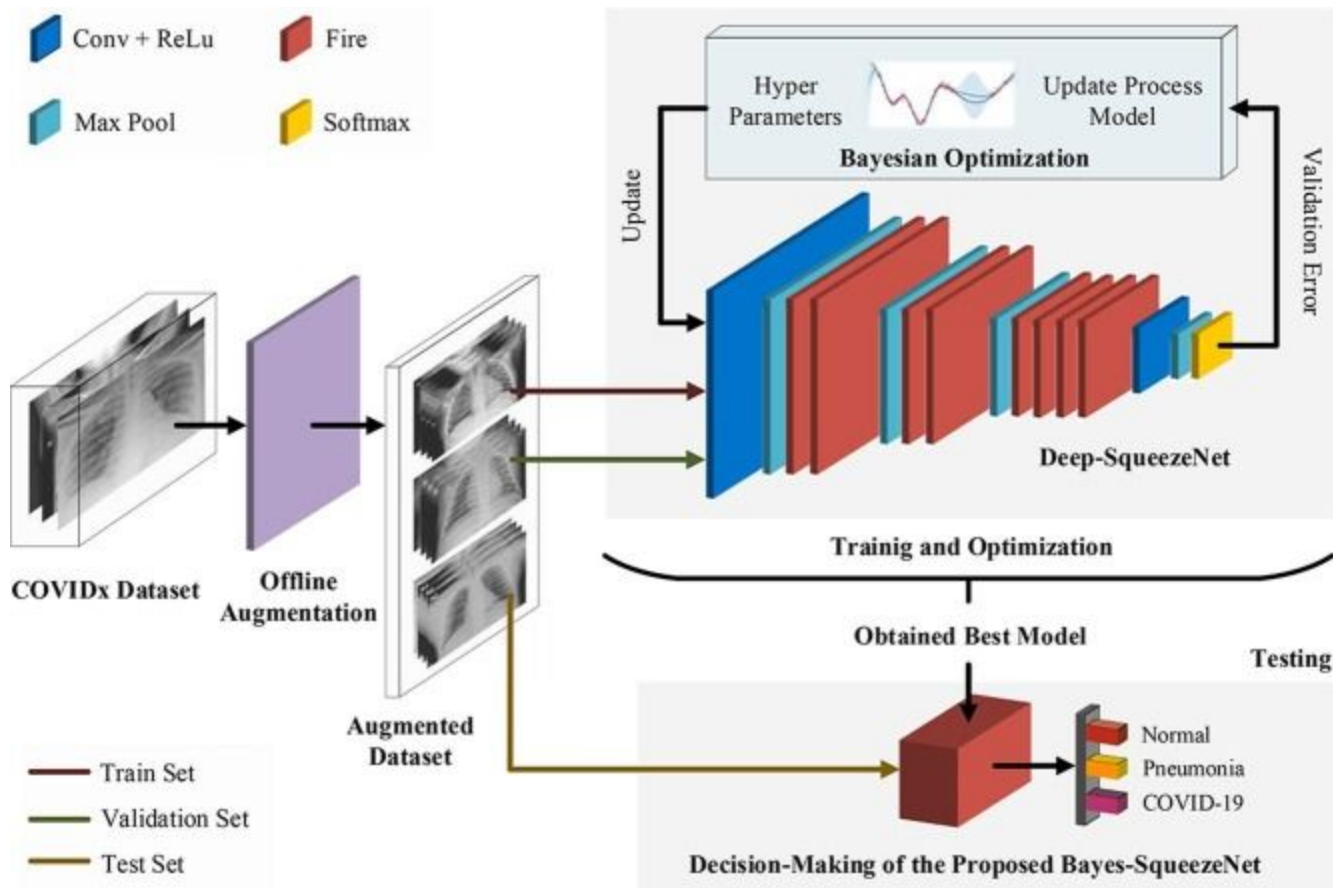 Conv + ReLu
Fire
Max Pool
Softmax
Hyper
Parameters
Update Process
Model
Bayesian Optimization
Update
Validation Error
Deep-SqueezeNet
COVIDx Dataset
Offline
Augmentation
Augmented
Dataset
Trainig and Optimization
Obtained Best Model
Testing
Normal
Pneumonia
COVID-19
Train Set
Validation Set
Test Set
Decision-Making of the Proposed Bayes-SqueezeNet